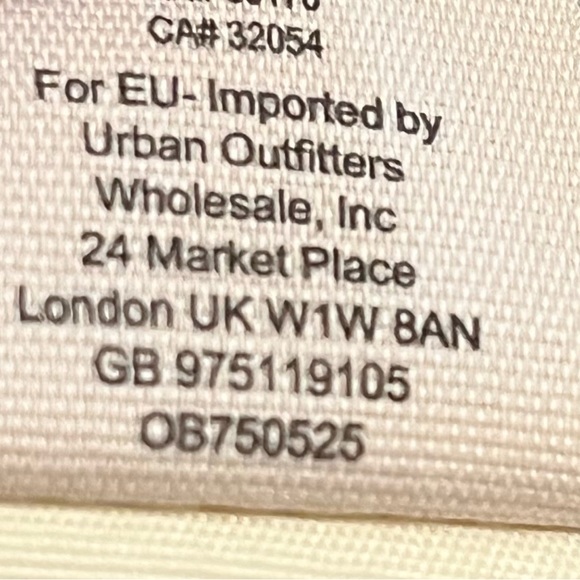 CA# 32054
For EU- Imported by
Urban Outfitters
Wholesale, Inc
24 Market Place
London UK W1W 8AN
GB 975119105
OB750525